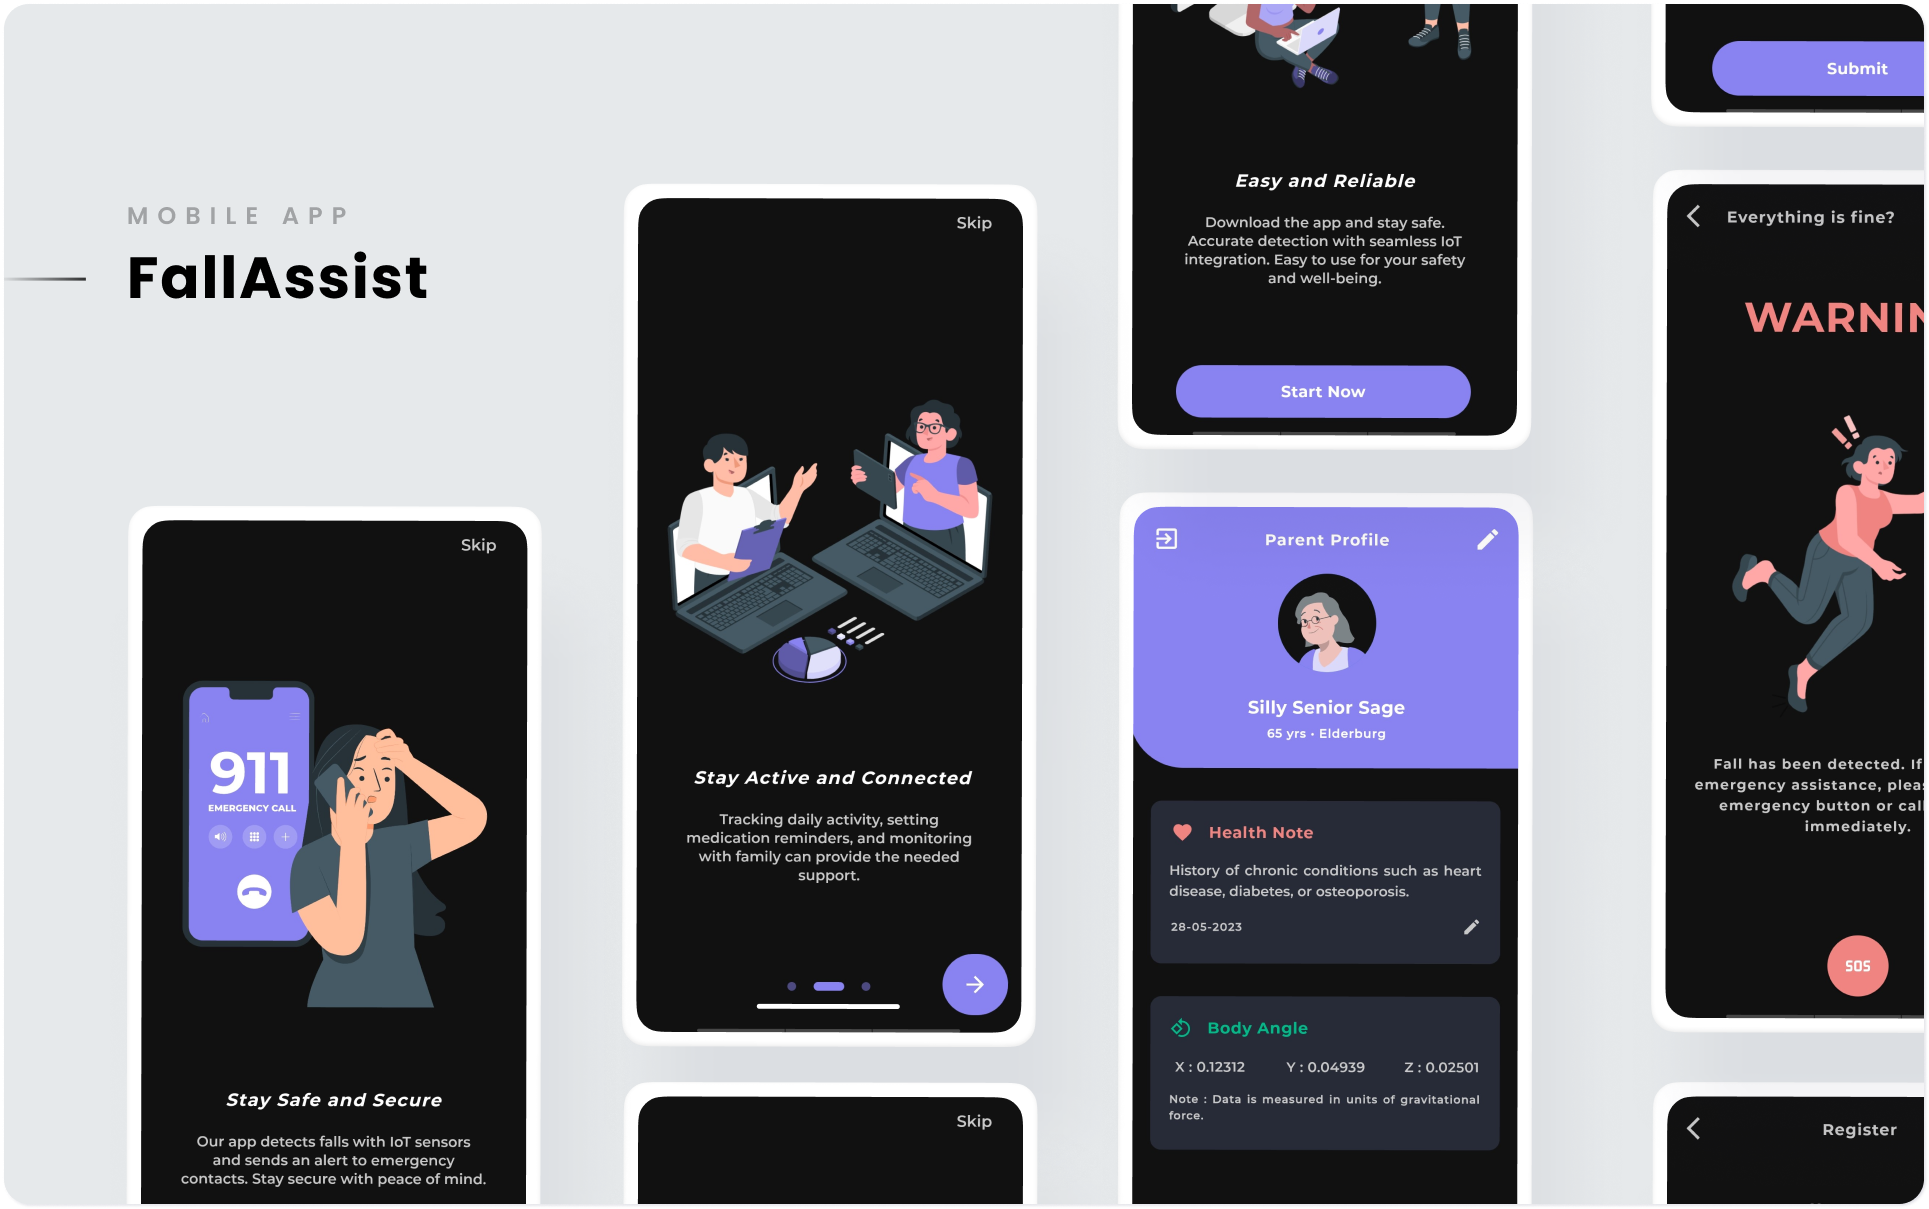 MOBILE APP
FallAssist
Skip
911
EMERGENCY CALL
Stay Safe and Secure
Our app detects falls with IoT sensors
and sends an alert to emergency
contacts. Stay secure with peace of mind.
Skip
Stay Active and Connected
Tracking daily activity, setting
medication reminders, and monitoring
with family can provide the needed
support.
Skip
Easy and Reliable
Download the app and stay safe.
Accurate detection with seamless IoT
integration. Easy to use for your safety
and well-being.
Start Now
Parent Profile
Silly Senior Sage
65 yrs • Elderburg
Health Note
History of chronic conditions such as heart
disease, diabetes, or osteoporosis.
28-05-2023
Body Angle
X : 0.12312 Y : 0.04939 Z : 0.02501
Note : Data is measured in units of gravitational
force.
Submit
Everything is fine?
WARNIN
Fall has been detected. If
emergency assistance, pleas
emergency button or call
immediately.
SOS
Register